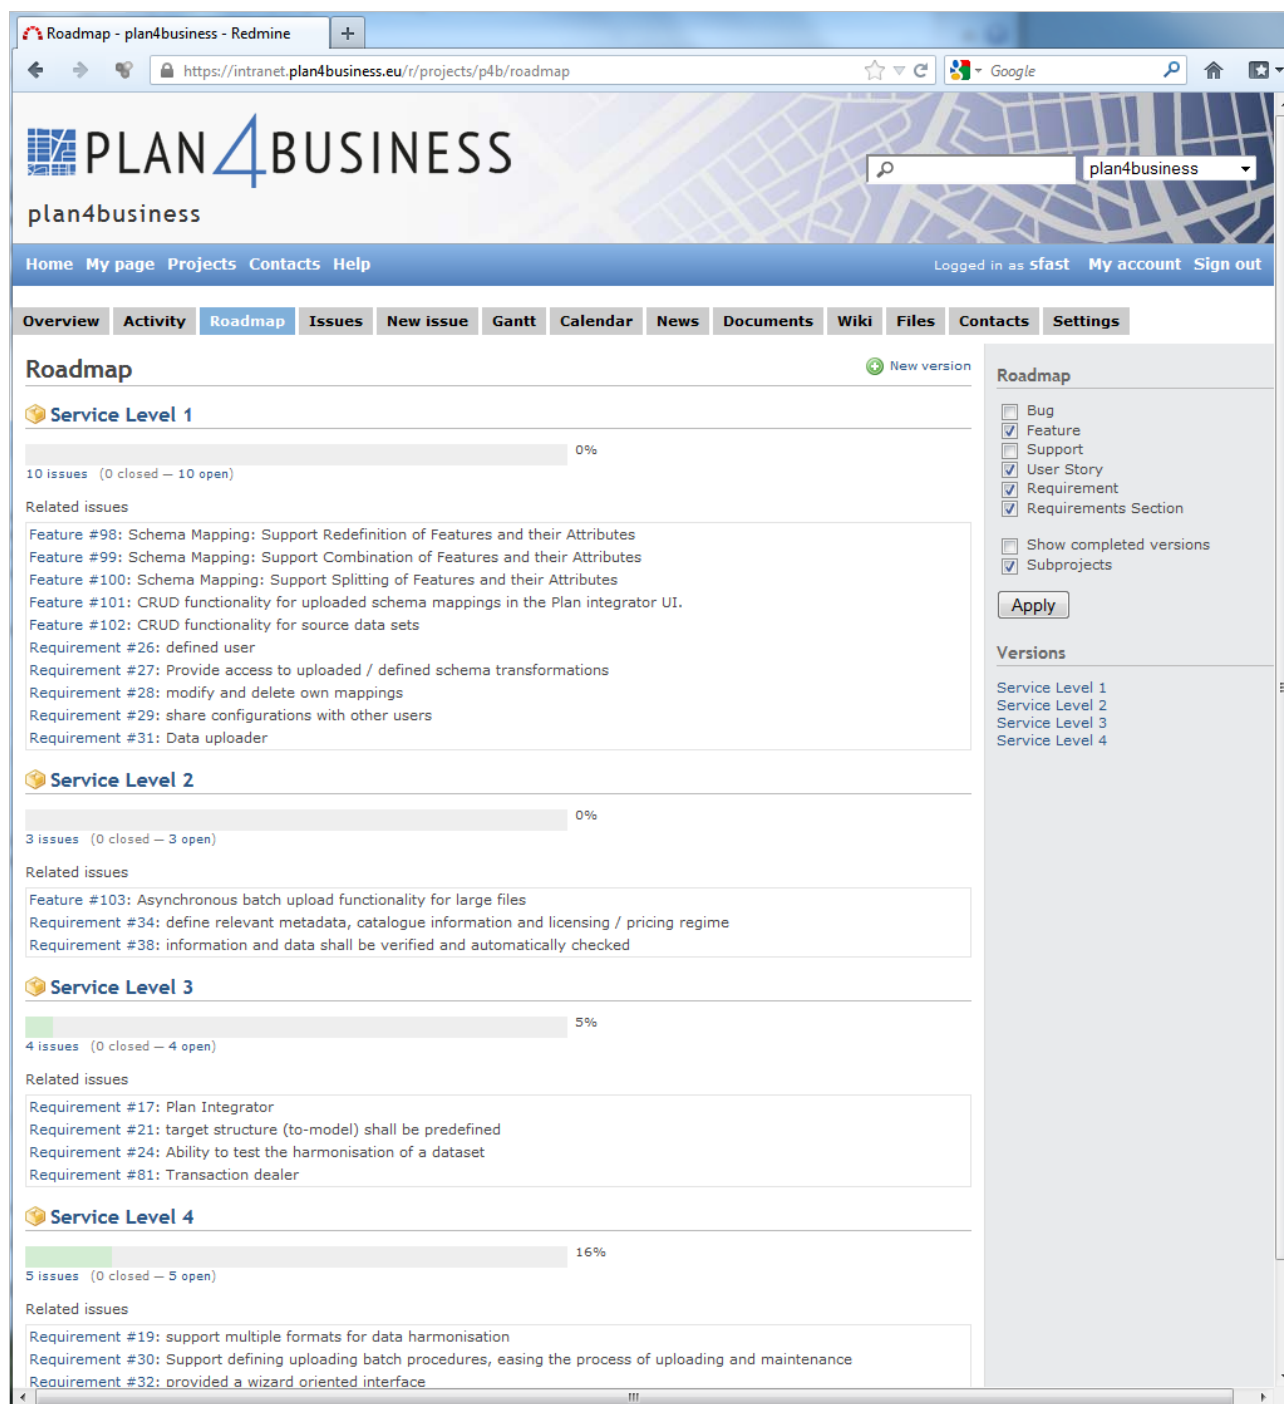 Roadmap - plan4business - Redmine
https://intranet.plan4business.eu/r/projects/p4b/roadmap
Google
PLAN4BUSINESS
plan4business
plan4business
Home My page Projects Contacts Help
Logged in as sfast My account Sign out
Overview Activity Roadmap Issues New issue Gantt Calendar News Documents Wiki Files Contacts Settings
Roadmap
New version
Service Level 1
0%
10 issues (0 closed — 10 open)
Related issues
Feature #98: Schema Mapping: Support Redefinition of Features and their Attributes
Feature #99: Schema Mapping: Support Combination of Features and their Attributes
Feature #100: Schema Mapping: Support Splitting of Features and their Attributes
Feature #101: CRUD functionality for uploaded schema mappings in the Plan integrator UI.
Feature #102: CRUD functionality for source data sets
Requirement #26: defined user
Requirement #27: Provide access to uploaded / defined schema transformations
Requirement #28: modify and delete own mappings
Requirement #29: share configurations with other users
Requirement #31: Data uploader
Service Level 2
0%
3 issues (0 closed — 3 open)
Related issues
Feature #103: Asynchronous batch upload functionality for large files
Requirement #34: define relevant metadata, catalogue information and licensing / pricing regime
Requirement #38: information and data shall be verified and automatically checked
Service Level 3
5%
4 issues (0 closed — 4 open)
Related issues
Requirement #17: Plan Integrator
Requirement #21: target structure (to-model) shall be predefined
Requirement #24: Ability to test the harmonisation of a dataset
Requirement #81: Transaction dealer
Service Level 4
16%
5 issues (0 closed — 5 open)
Related issues
Requirement #19: support multiple formats for data harmonisation
Requirement #30: Support defining uploading batch procedures, easing the process of uploading and maintenance
Requirement #32: provided a wizard oriented interface
Roadmap
Bug
Feature
Support
User Story
Requirement
Requirements Section
Show completed versions
Subprojects
Apply
Versions
Service Level 1
Service Level 2
Service Level 3
Service Level 4